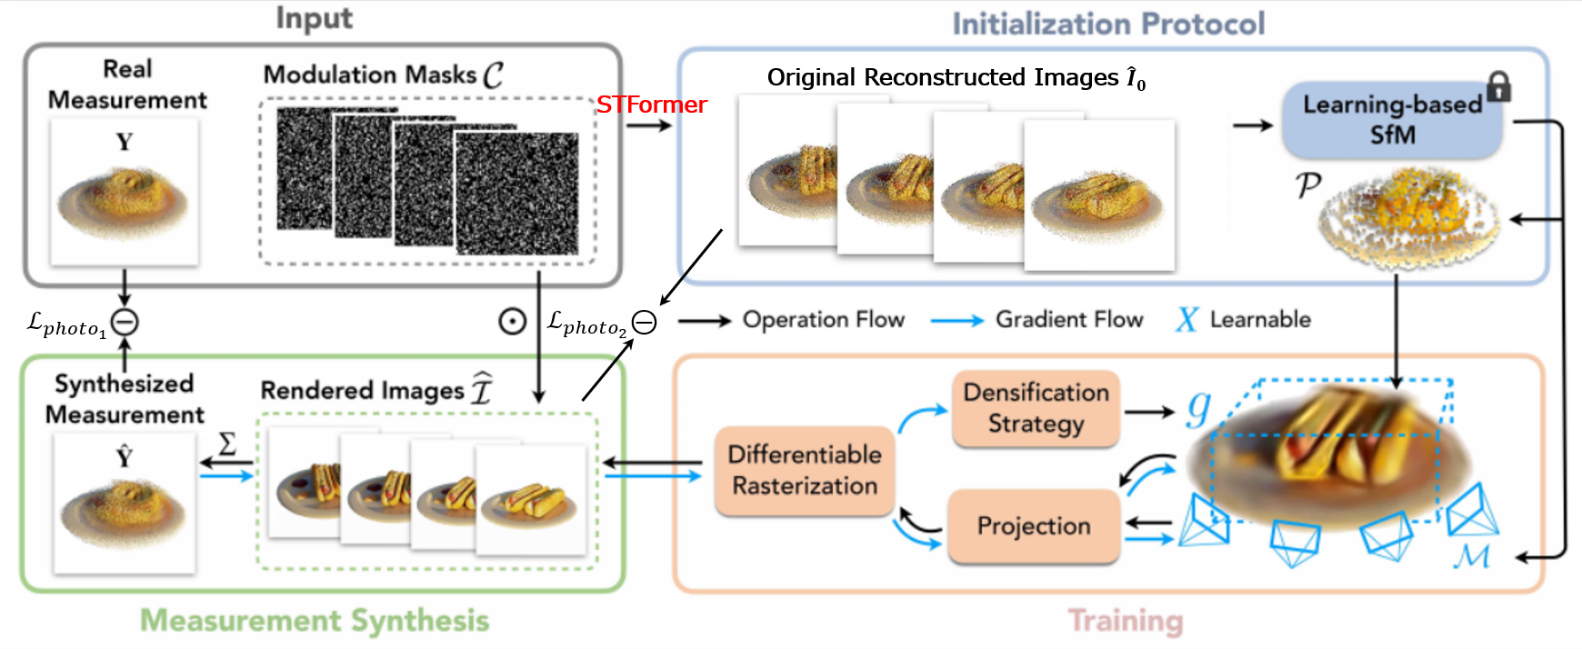 Input
Initialization Protocol
Real
Measurement
Y
Modulation Masks 𝒞
STFormer
Original Reconstructed Images Î₀
Learning-based
SfM
𝒫
ℒphoto₁
ℒphoto₂
Operation Flow
Gradient Flow
X Learnable
Synthesized
Measurement
Ŷ
Σ
Rendered Images ℐ̂
Differentiable
Rasterization
Densification
Strategy
Projection
g
ℳ
Measurement Synthesis
Training